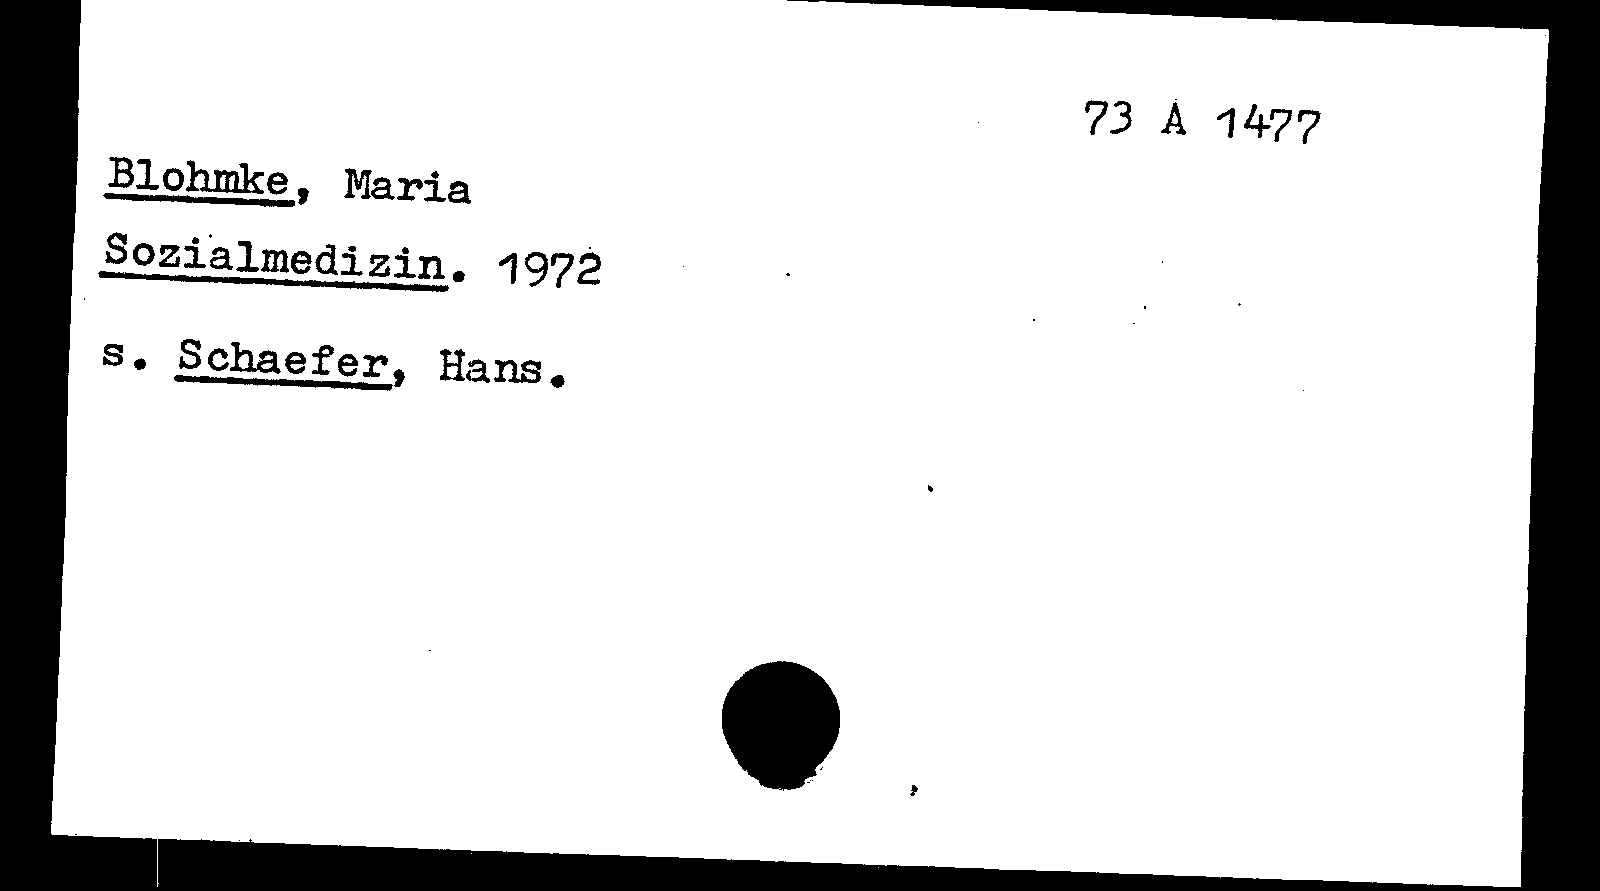 73 A 1477
Blohmke, Maria
Sozialmedizin. 1972
s. Schaefer, Hans.